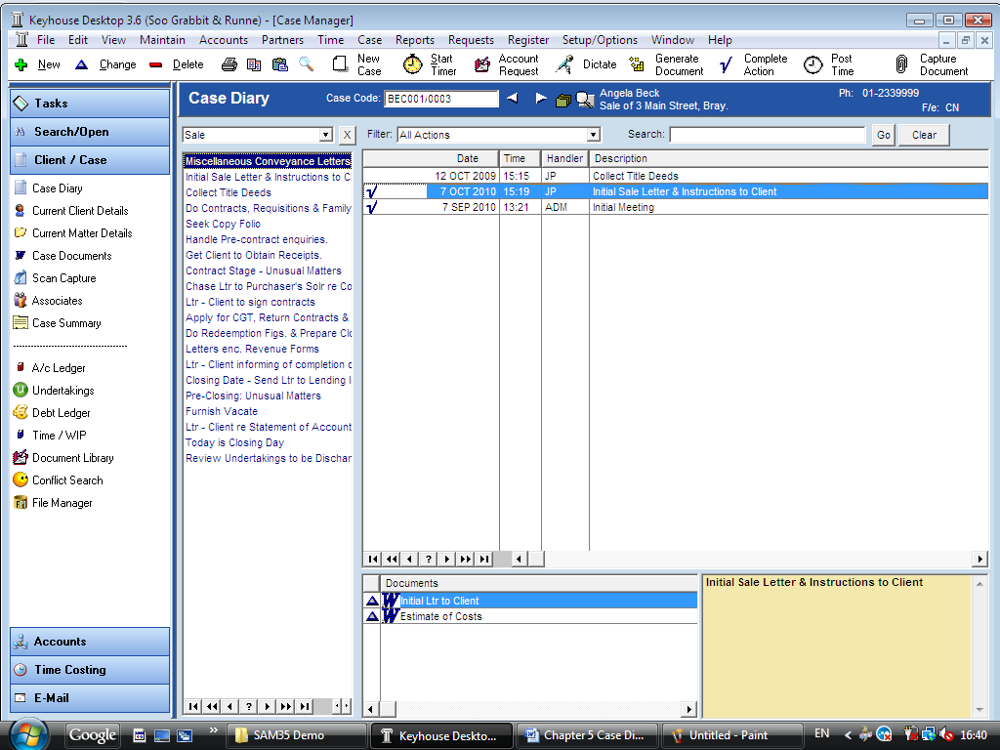 Keyhouse Desktop 3.6 (Soo Grabbit & Runne) - [Case Manager]
File Edit View Maintain Accounts Partners Time Case Reports Requests Register Setup/Options Window Help
New Change Delete New Case Start Timer Account Request Dictate Generate Document Complete Action Post Time Capture Document
Tasks
Search/Open
Client / Case
Case Diary
Current Client Details
Current Matter Details
Case Documents
Scan Capture
Associates
Case Summary
A/c Ledger
Undertakings
Debt Ledger
Time / WIP
Document Library
Conflict Search
File Manager
Accounts
Time Costing
E-Mail
Case Diary
Case Code: BEC001/0003
Angela Beck
Sale of 3 Main Street, Bray.
Ph: 01-2339999
F/e: CN
Sale X Filter: All Actions Search: Go Clear
Miscellaneous Conveyance Letters
Initial Sale Letter & Instructions to C
Collect Title Deeds
Do Contracts, Requisitions & Family
Seek Copy Folio
Handle Pre-contract enquiries.
Get Client to Obtain Receipts.
Contract Stage - Unusual Matters
Chase Ltr to Purchaser's Solr re Co
Ltr - Client to sign contracts
Apply for CGT, Return Contracts &
Do Redemption Figs. & Prepare Clo
Letters enc. Revenue Forms
Ltr - Client informing of completion o
Closing Date - Send Ltr to Lending I
Pre-Closing: Unusual Matters
Furnish Vacate
Ltr - Client re Statement of Account
Today is Closing Day
Review Undertakings to be Dischar
Date Time Handler Description
12 OCT 2009 15:15 JP Collect Title Deeds
7 OCT 2010 15:19 JP Initial Sale Letter & Instructions to Client
7 SEP 2010 13:21 ADM Initial Meeting
Documents
Initial Ltr to Client
Estimate of Costs
Initial Sale Letter & Instructions to Client
Google » SAM35 Demo Keyhouse Deskto... Chapter 5 Case Di... Untitled - Paint EN 16:40